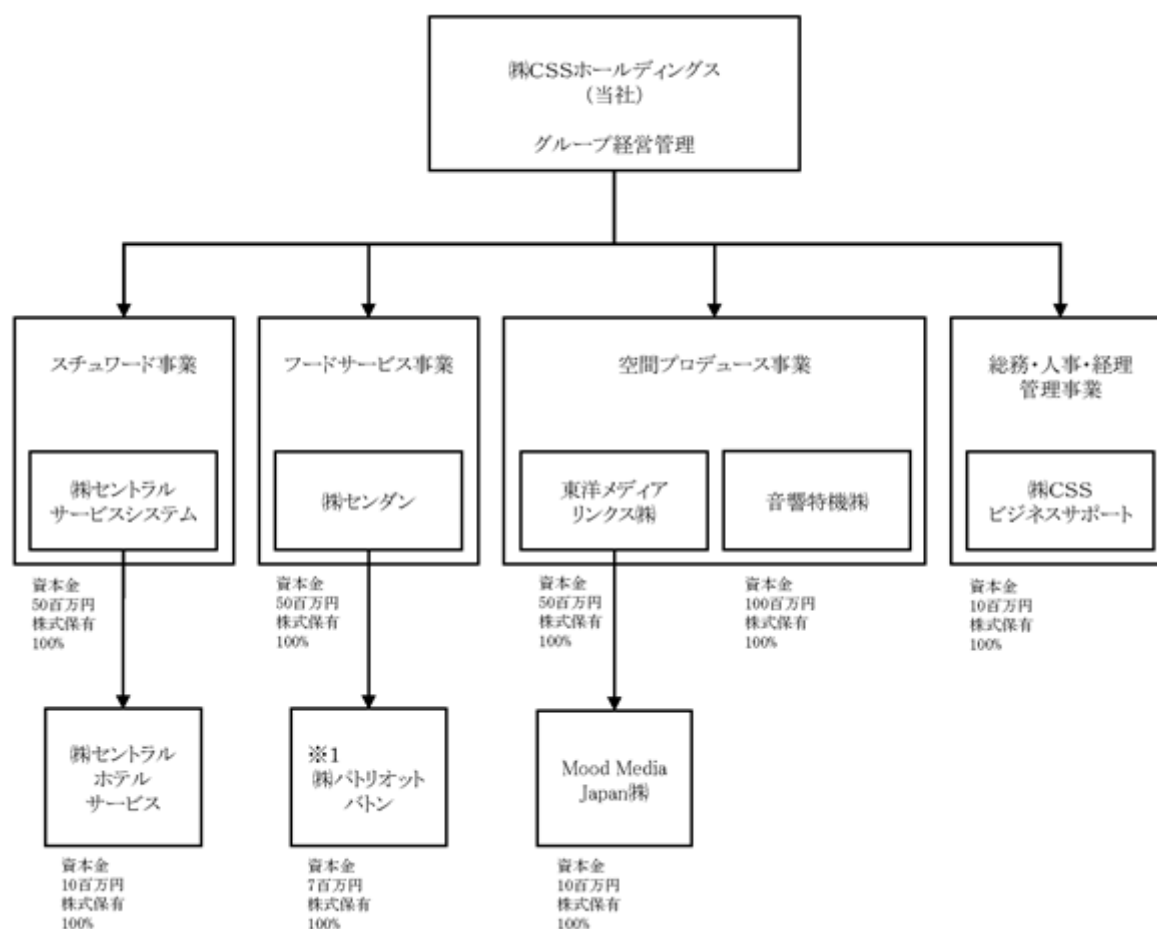 ㈱CSSホールディングス
(当社)
グループ経営管理
スチュワード事業
㈱セントラル
サービスシステム
資本金
50百万円
株式保有
100%
フードサービス事業
㈱センダン
資本金
50百万円
株式保有
100%
空間プロデュース事業
東洋メディア
リンクス㈱
資本金
50百万円
株式保有
100%
音響特機㈱
資本金
100百万円
株式保有
100%
総務・人事・経理
管理事業
㈱CSS
ビジネスサポート
資本金
10百万円
株式保有
100%
㈱セントラル
ホテル
サービス
資本金
10百万円
株式保有
100%
※1
㈱パトリオット
バトン
資本金
7百万円
株式保有
100%
Mood Media
Japan㈱
資本金
10百万円
株式保有
100%